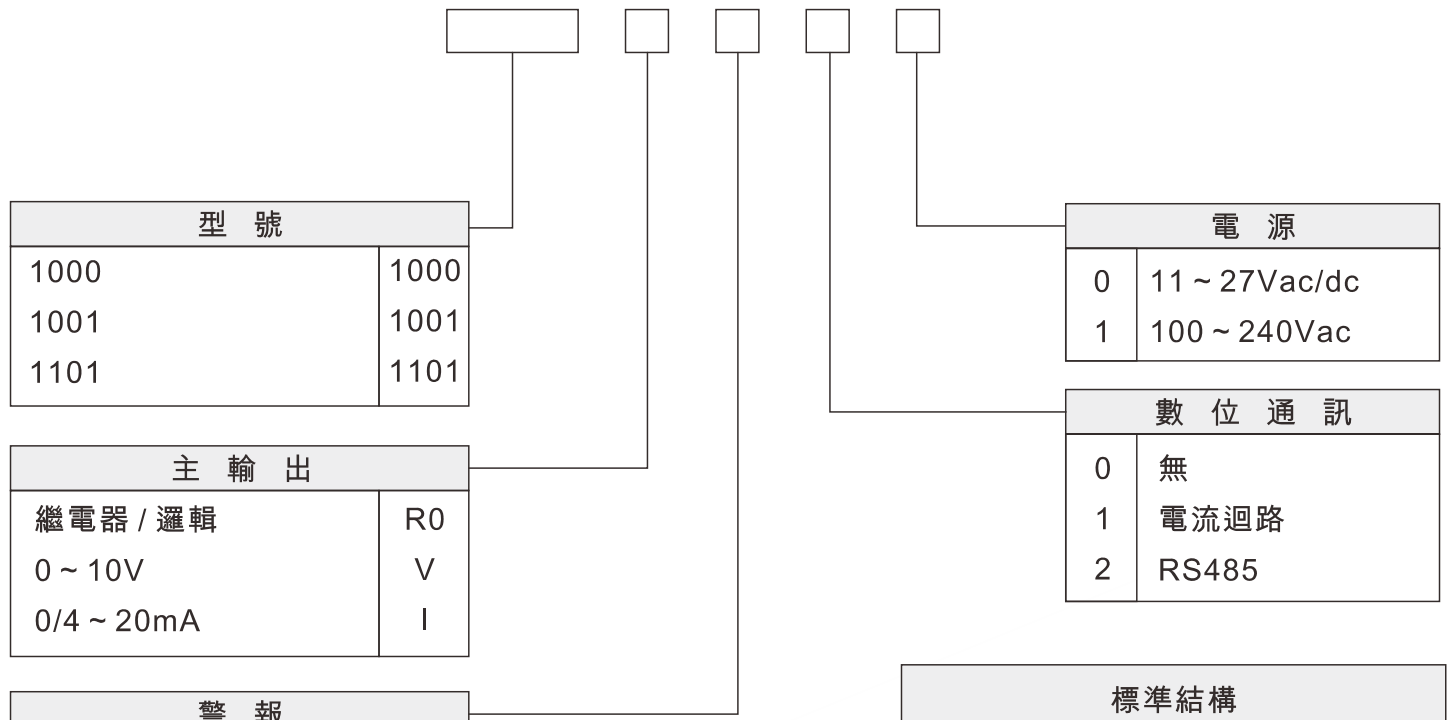 型 號
1000 1000
1001 1001
1101 1101
主 輸 出
繼電器 / 邏輯 R0
0 ~ 10V V
0/4 ~ 20mA I
警 報
電 源
0 11 ~ 27Vac/dc
1 100 ~ 240Vac
數 位 通 訊
0 無
1 電流迴路
2 RS485
標準結構